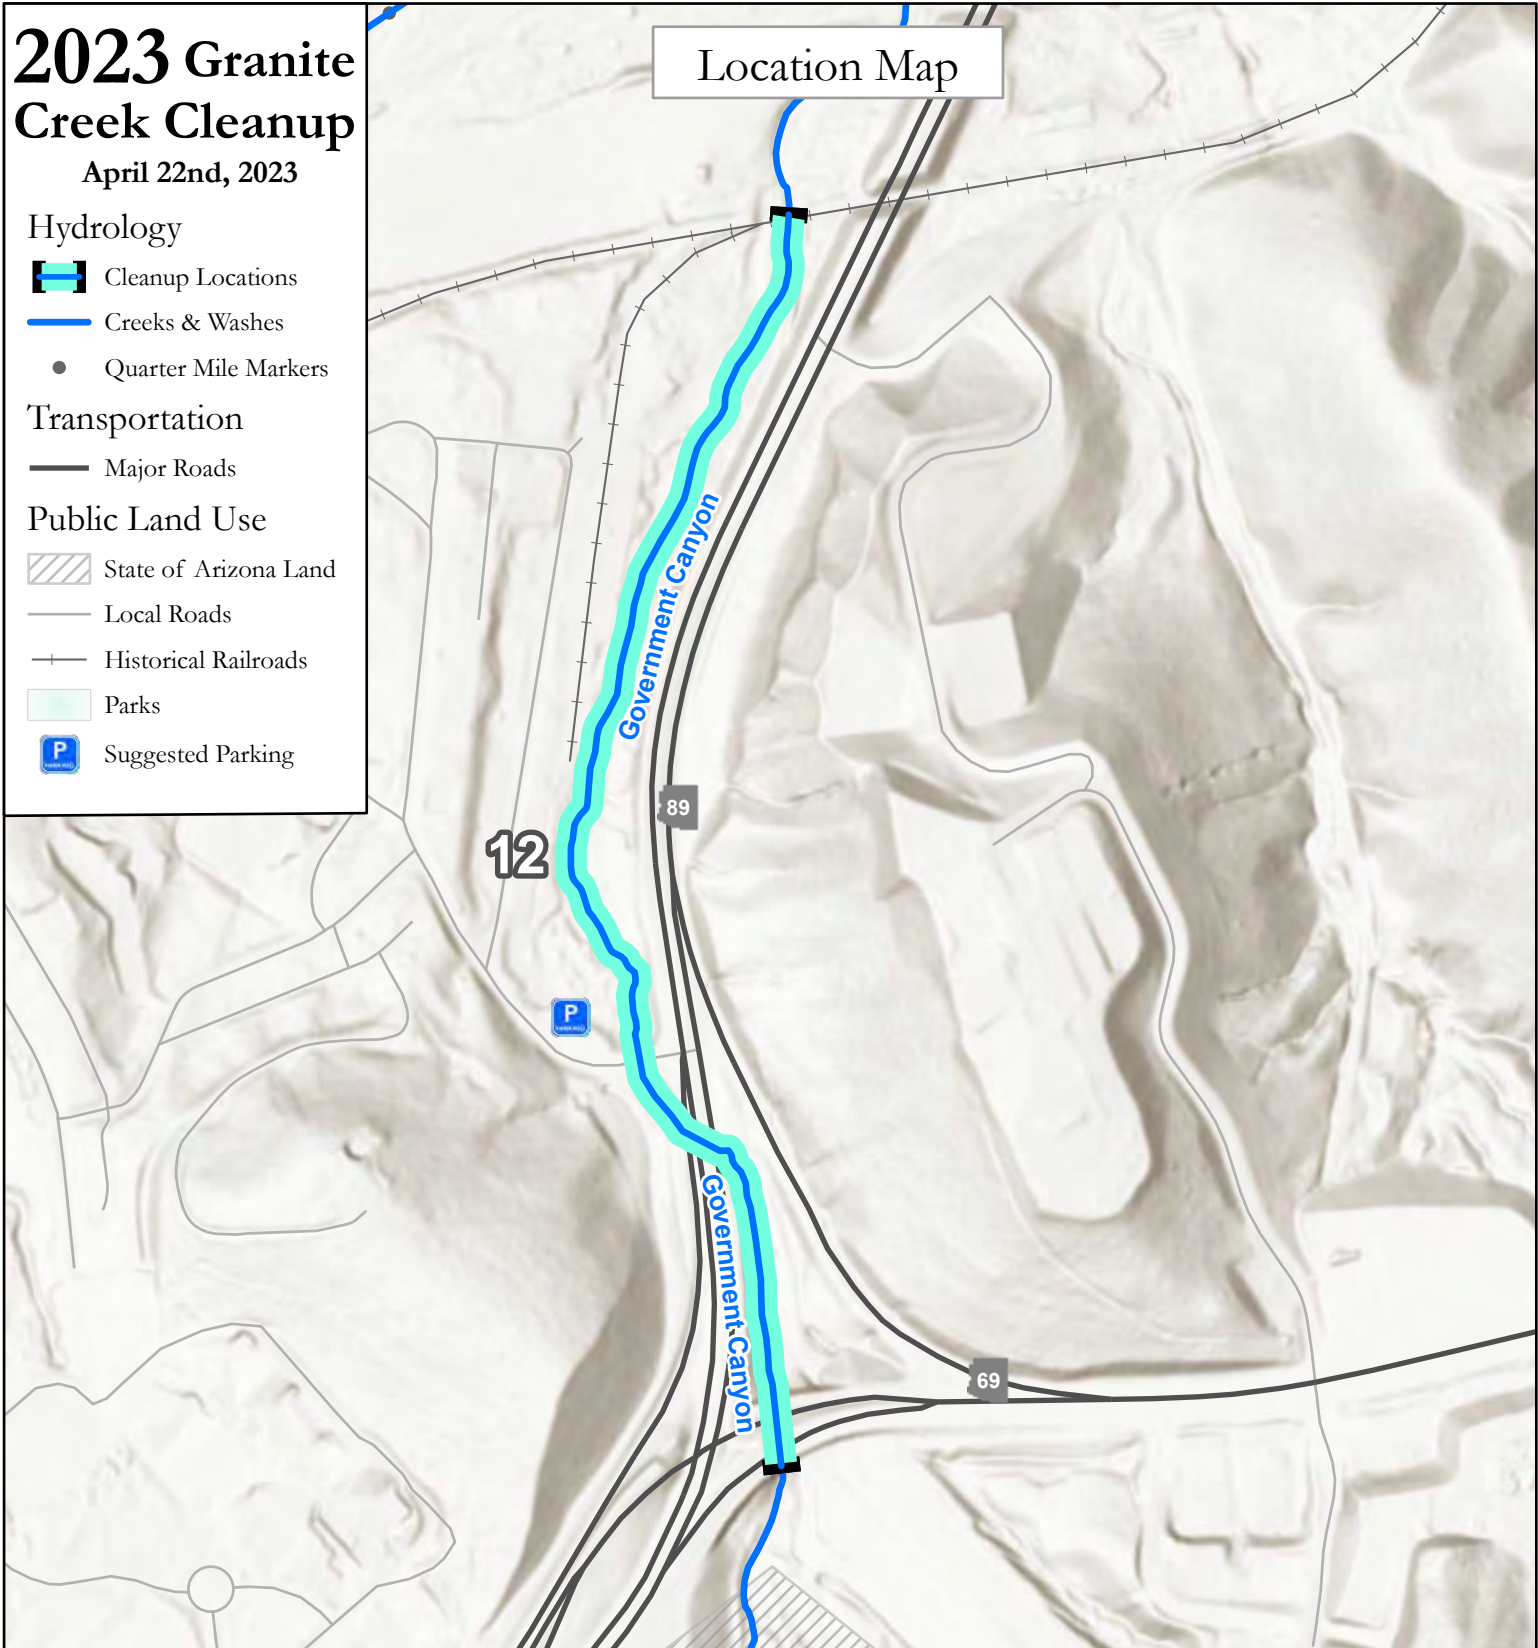 2023 Granite
Creek Cleanup
April 22nd, 2023
Hydrology
Cleanup Locations
Creeks & Washes
Quarter Mile Markers
Transportation
Major Roads
Public Land Use
State of Arizona Land
Local Roads
Historical Railroads
Parks
P
PARKING
Suggested Parking
Location Map
Government Canyon
89
12
P
PARKING
Government Canyon
69